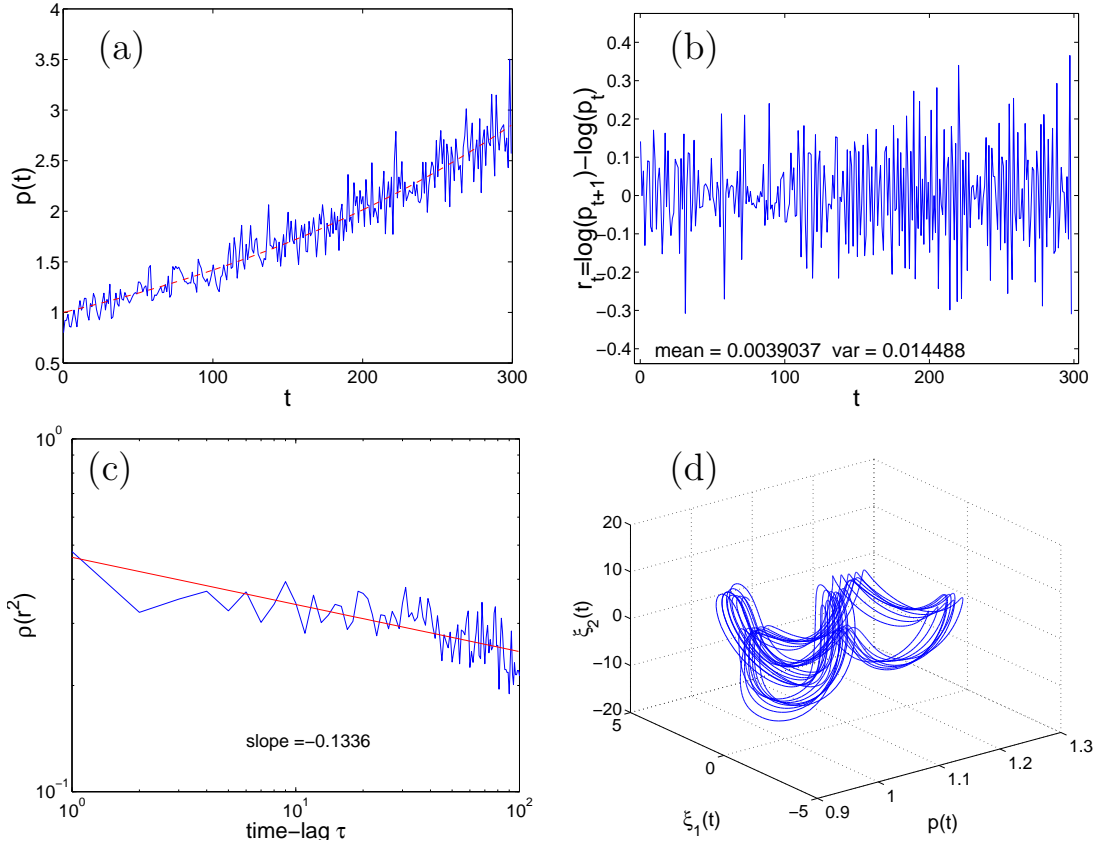 (a)
p(t)
4
3.5
3
2.5
2
1.5
1
0.5
0
100
200
300
t
(b)
r_t=log(p_{t+1})−log(p_t)
0.4
0.3
0.2
0.1
0
−0.1
−0.2
−0.3
−0.4
mean = 0.0039037 var = 0.014488
0
100
200
300
t
(c)
ρ(r^2)
10^0
10^{−1}
slope =−0.1336
10^0
10^1
10^2
time−lag τ
(d)
ξ_2(t)
20
10
0
−10
−20
5
0
−5
ξ_1(t)
0.9
1
1.1
1.2
1.3
p(t)